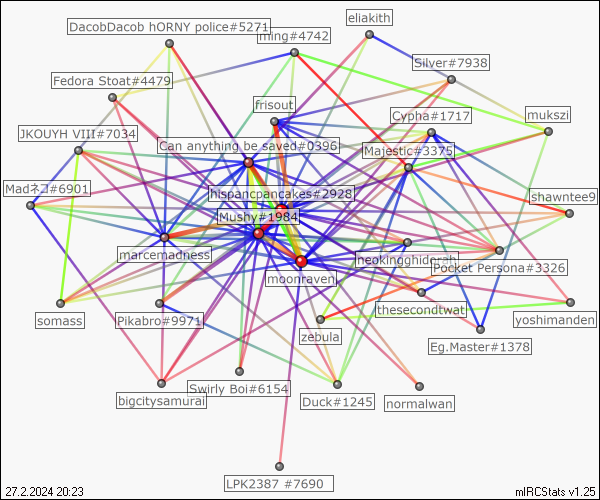 eliakith
DacobDacob hORNY police#5271
ming#4742
Silver#7938
Fedora Stoat#4479
frisout
Cypha#1717
mukszi
JKOUYH VIII#7034
Can anything be saved#0396
Majestic#3375
Madネコ#6901
hispancpancakes#2928
shawntee9
Mushy#1984
marcemadness
neokingghiderah
Pocket Persona#3326
moonraven
somass
Pikabro#9971
thesecondtwat
yoshimanden
zebula
Eg.Master#1378
Swirly Boi#6154
bigcitysamurai
Duck#1245
normalwan
LPK2387 #7690
27.2.2024 20:23
mIRCStats v1.25